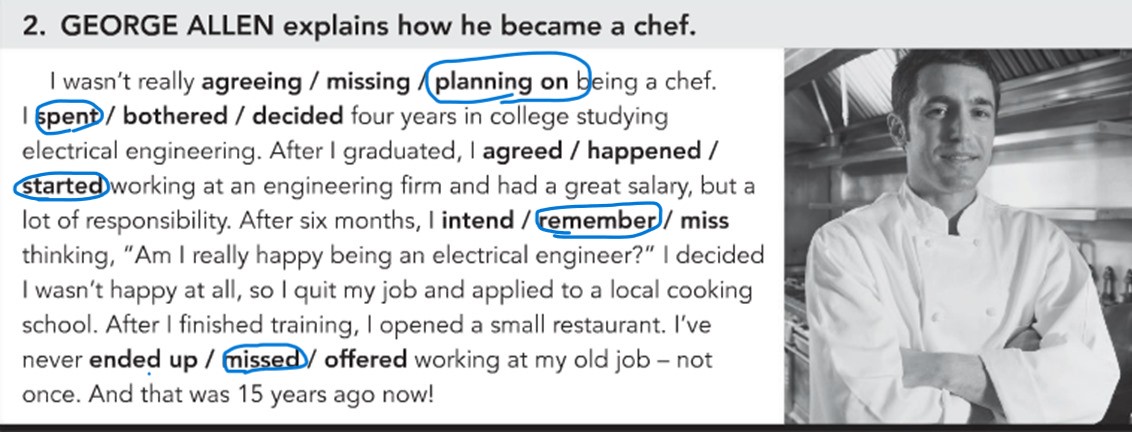 2. GEORGE ALLEN explains how he became a chef.
I wasn't really agreeing / missing / planning on being a chef.
I spent / bothered / decided four years in college studying
electrical engineering. After I graduated, I agreed / happened /
started working at an engineering firm and had a great salary, but a
lot of responsibility. After six months, I intend / remember / miss
thinking, “Am I really happy being an electrical engineer?” I decided
I wasn't happy at all, so I quit my job and applied to a local cooking
school. After I finished training, I opened a small restaurant. I've
never ended up / missed / offered working at my old job – not
once. And that was 15 years ago now!